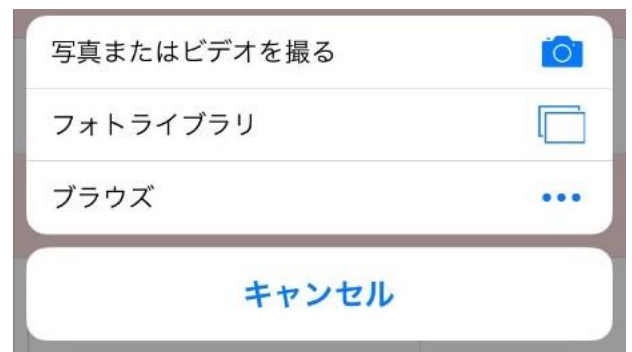 写真またはビデオを撮る
フォトライブラリ
ブラウズ
キャンセル